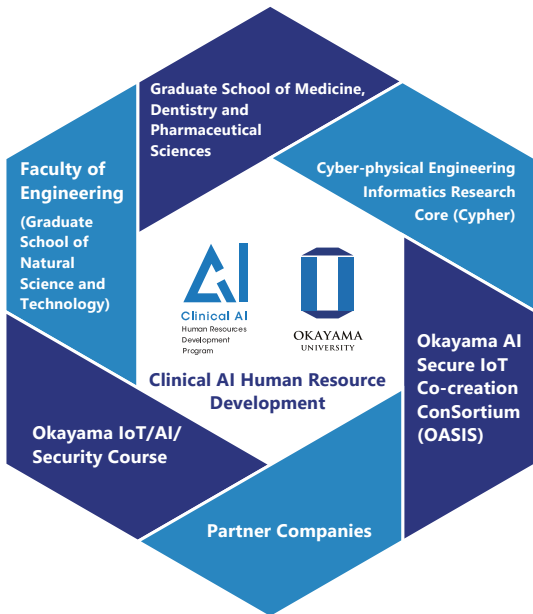 Graduate School of Medicine,
Dentistry and
Pharmaceutical
Sciences
Cyber-physical Engineering
Informatics Research
Core (Cypher)
Faculty of
Engineering
(Graduate
School of
Natural
Science and
Technology)
AI
Clinical AI
Human Resources
Development
Program
OKAYAMA
UNIVERSITY
Clinical AI Human Resource
Development
Okayama AI
Secure IoT
Co-creation
ConSortium
(OASIS)
Okayama IoT/AI/
Security Course
Partner Companies